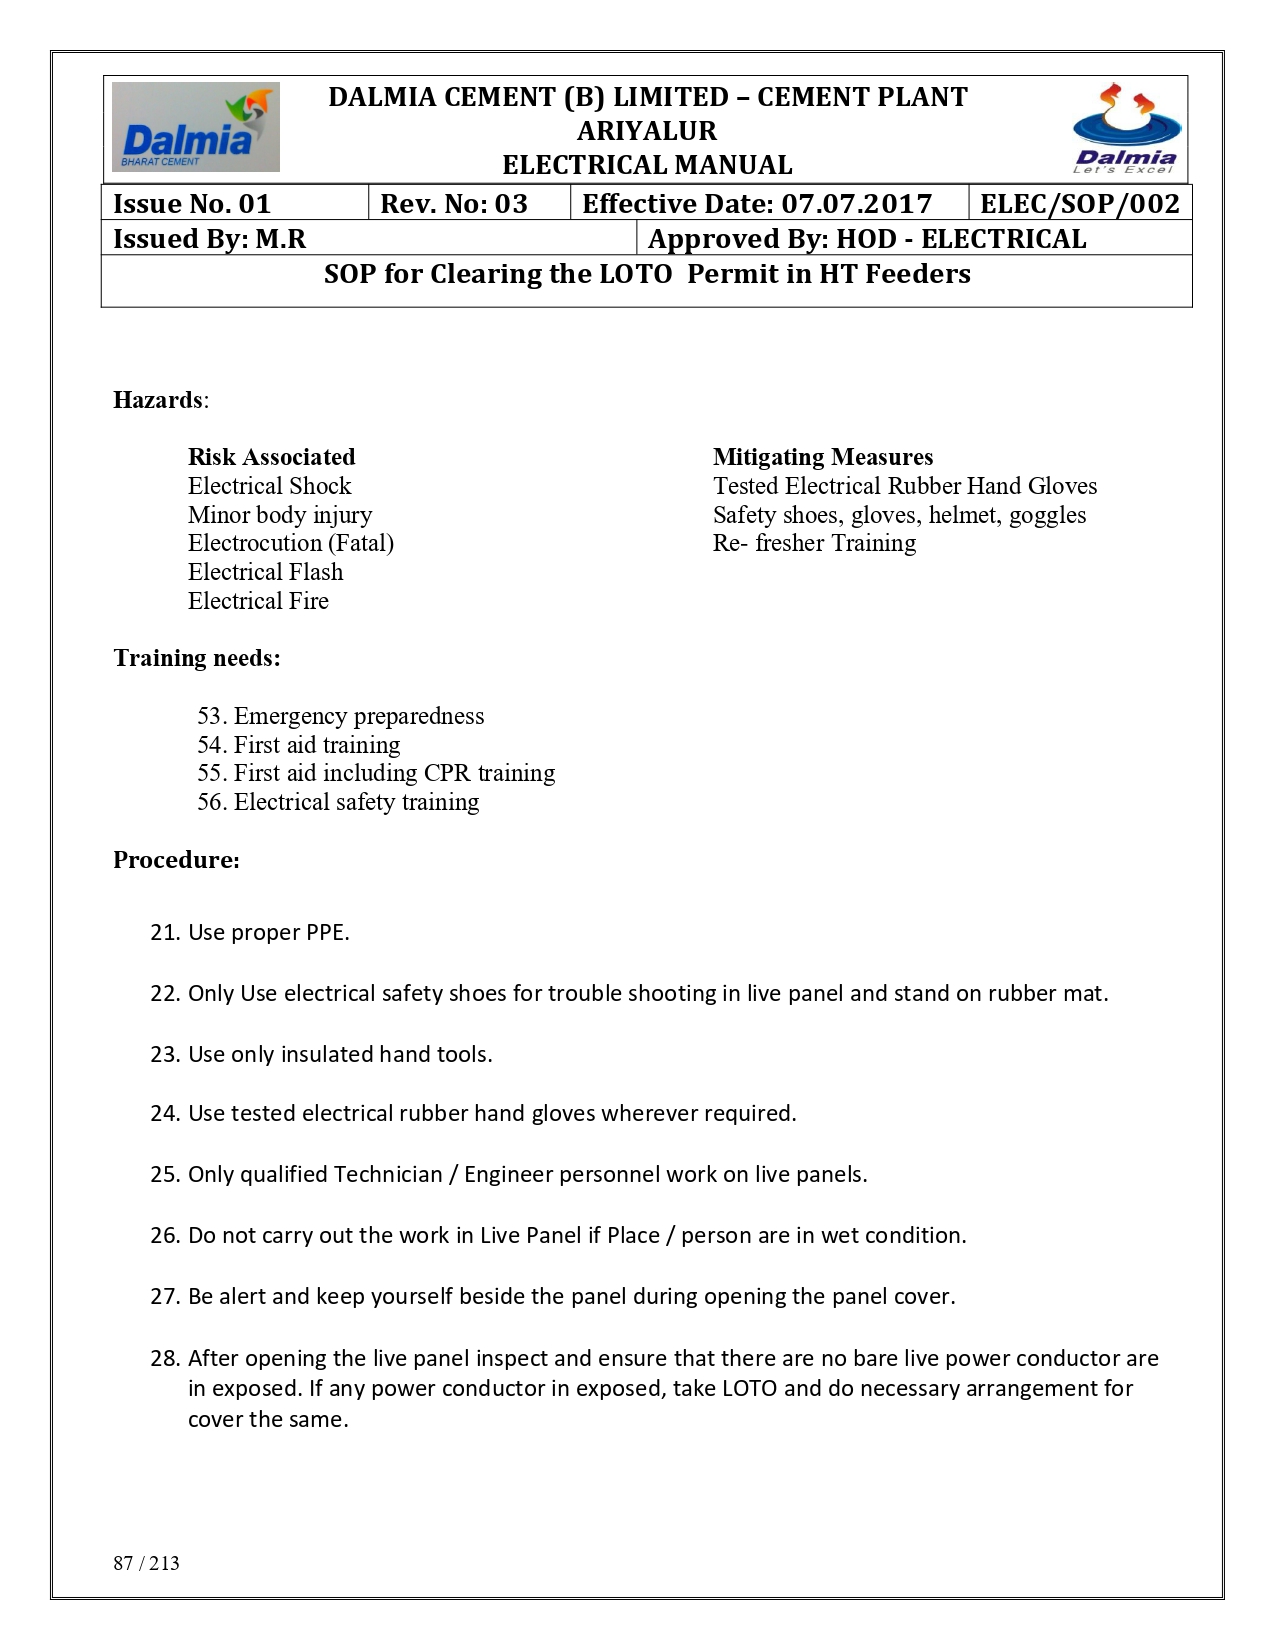 Dalmia
BHARAT CEMENT
DALMIA CEMENT (B) LIMITED – CEMENT PLANT
ARIYALUR
ELECTRICAL MANUAL
Dalmia
Let's Excel
Issue No. 01 Rev. No: 03 Effective Date: 07.07.2017 ELEC/SOP/002
Issued By: M.R Approved By: HOD - ELECTRICAL
SOP for Clearing the LOTO Permit in HT Feeders
Hazards:
Risk Associated Mitigating Measures
Electrical Shock Tested Electrical Rubber Hand Gloves
Minor body injury Safety shoes, gloves, helmet, goggles
Electrocution (Fatal) Re- fresher Training
Electrical Flash
Electrical Fire
Training needs:
53. Emergency preparedness
54. First aid training
55. First aid including CPR training
56. Electrical safety training
Procedure:
21. Use proper PPE.
22. Only Use electrical safety shoes for trouble shooting in live panel and stand on rubber mat.
23. Use only insulated hand tools.
24. Use tested electrical rubber hand gloves wherever required.
25. Only qualified Technician / Engineer personnel work on live panels.
26. Do not carry out the work in Live Panel if Place / person are in wet condition.
27. Be alert and keep yourself beside the panel during opening the panel cover.
28. After opening the live panel inspect and ensure that there are no bare live power conductor are
in exposed. If any power conductor in exposed, take LOTO and do necessary arrangement for
cover the same.
87 / 213